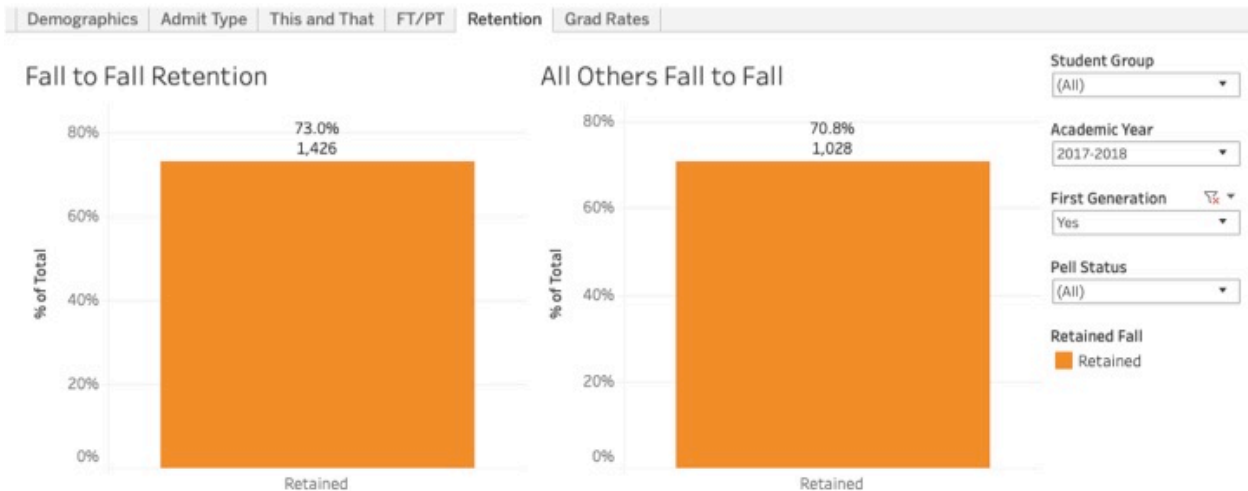 Demographics Admit Type This and That FT/PT Retention Grad Rates
Fall to Fall Retention
80%
60%
40%
20%
0%
% of Total
73.0%
1,426
Retained
All Others Fall to Fall
80%
60%
40%
20%
0%
% of Total
70.8%
1,028
Retained
Student Group
(All)
Academic Year
2017-2018
First Generation
Yes
Pell Status
(All)
Retained Fall
Retained